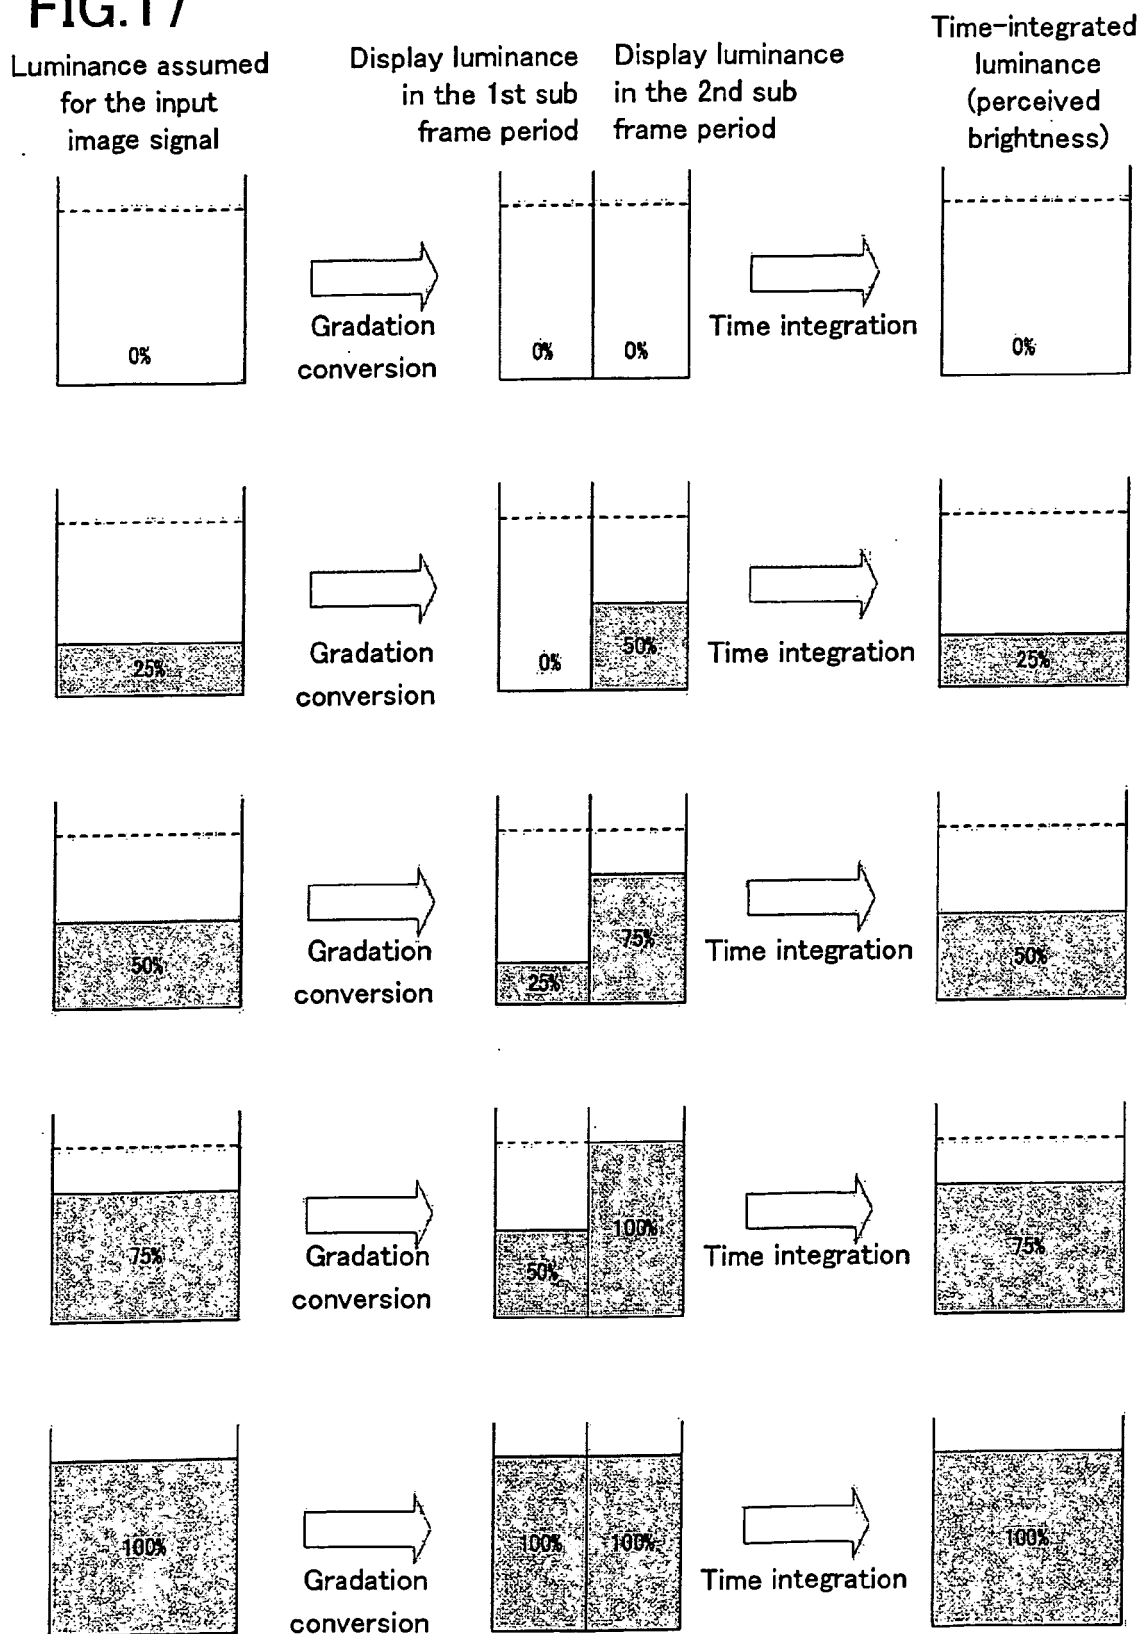 FIG.17
Luminance assumed
for the input
image signal
Display luminance
in the 1st sub
frame period
Display luminance
in the 2nd sub
frame period
Time-integrated
luminance
(perceived
brightness)
0%
Gradation
conversion
0%
0%
Time integration
0%
25%
Gradation
conversion
0%
50%
Time integration
25%
50%
Gradation
conversion
25%
75%
Time integration
50%
75%
Gradation
conversion
50%
100%
Time integration
75%
100%
Gradation
conversion
100%
100%
Time integration
100%